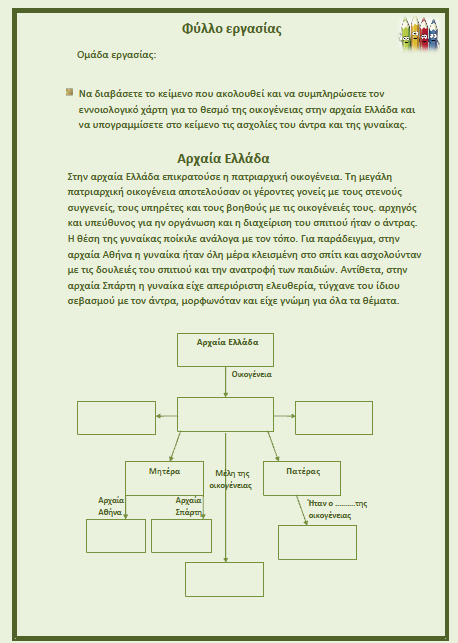 Φύλλο εργασίας
Ομάδα εργασίας:
Να διαβάσετε το κείμενο που ακολουθεί και να συμπληρώσετε τον
εννοιολογικό χάρτη για το θεσμό της οικογένειας στην αρχαία Ελλάδα και
να υπογραμμίσετε στο κείμενο τις ασχολίες του άντρα και της γυναίκας.
Αρχαία Ελλάδα
Στην αρχαία Ελλάδα επικρατούσε η πατριαρχική οικογένεια. Τη μεγάλη
πατριαρχική οικογένεια αποτελούσαν οι γέροντες γονείς με τους στενούς
συγγενείς, τους υπηρέτες και τους βοηθούς με τις οικογένειές τους. αρχηγός
και υπεύθυνος για ην οργάνωση και η διαχείριση του σπιτιού ήταν ο άντρας.
Η θέση της γυναίκας ποίκιλε ανάλογα με τον τόπο. Για παράδειγμα, στην
αρχαία Αθήνα η γυναίκα ήταν όλη μέρα κλεισμένη στο σπίτι και ασχολούνταν
με τις δουλειές του σπιτιού και την ανατροφή των παιδιών. Αντίθετα, στην
αρχαία Σπάρτη η γυναίκα είχε απεριόριστη ελευθερία, τύγχανε του ίδιου
σεβασμού με τον άντρα, μορφωνόταν και είχε γνώμη για όλα τα θέματα.
Αρχαία Ελλάδα
Οικογένεια
Μητέρα
Μέλη της
οικογένειας
Πατέρας
Αρχαία
Αθήνα
Αρχαία
Σπάρτη
Ήταν ο ..........της
οικογένειας